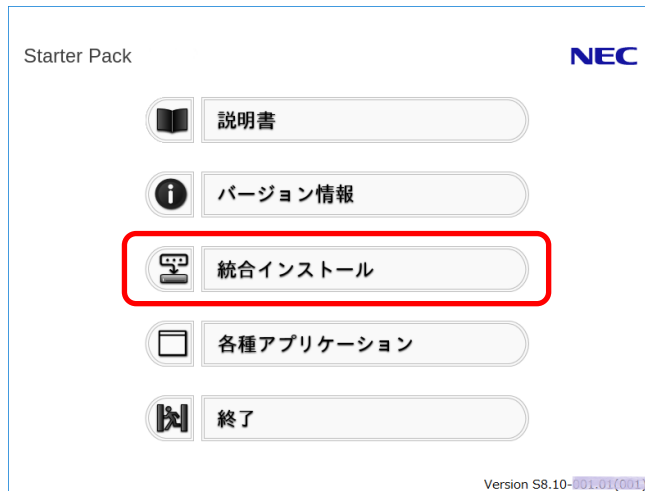 Starter Pack
NEC
説明書
バージョン情報
統合インストール
各種アプリケーション
終了
Version S8.10-001.01(001)